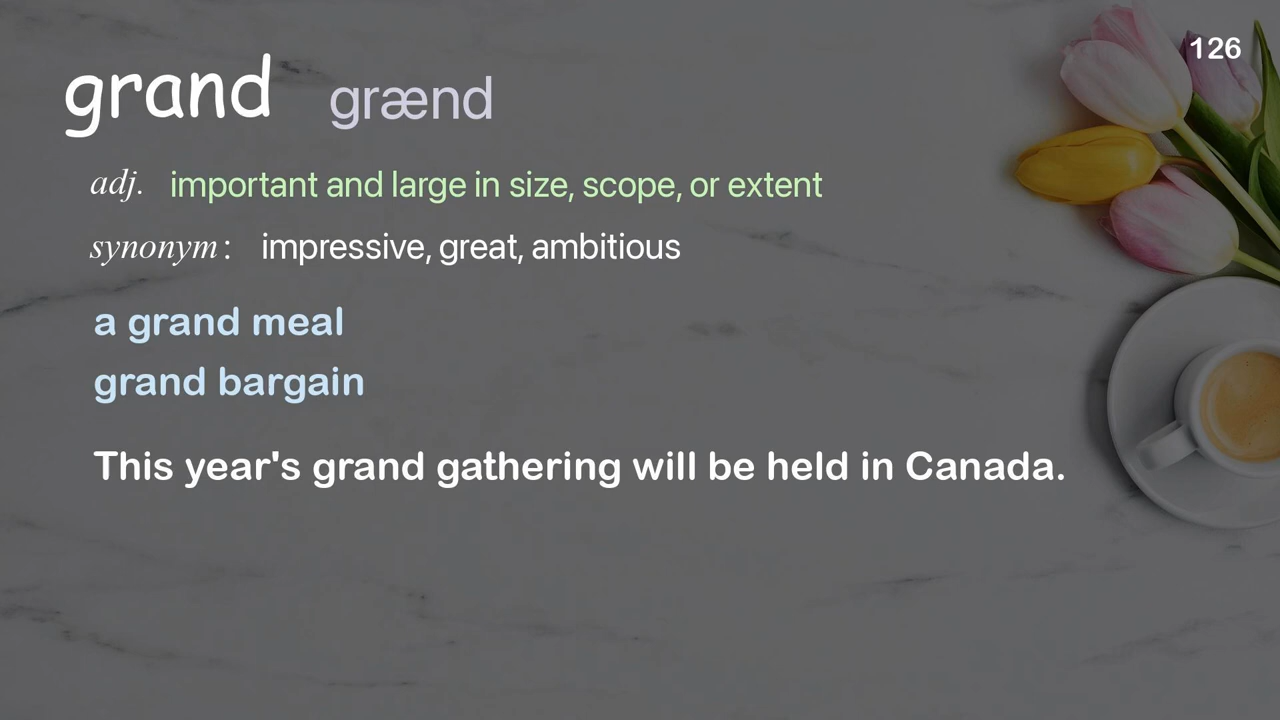 126
grand grænd
adj. important and large in size, scope, or extent
synonym: impressive, great, ambitious
a grand meal
grand bargain
This year's grand gathering will be held in Canada.